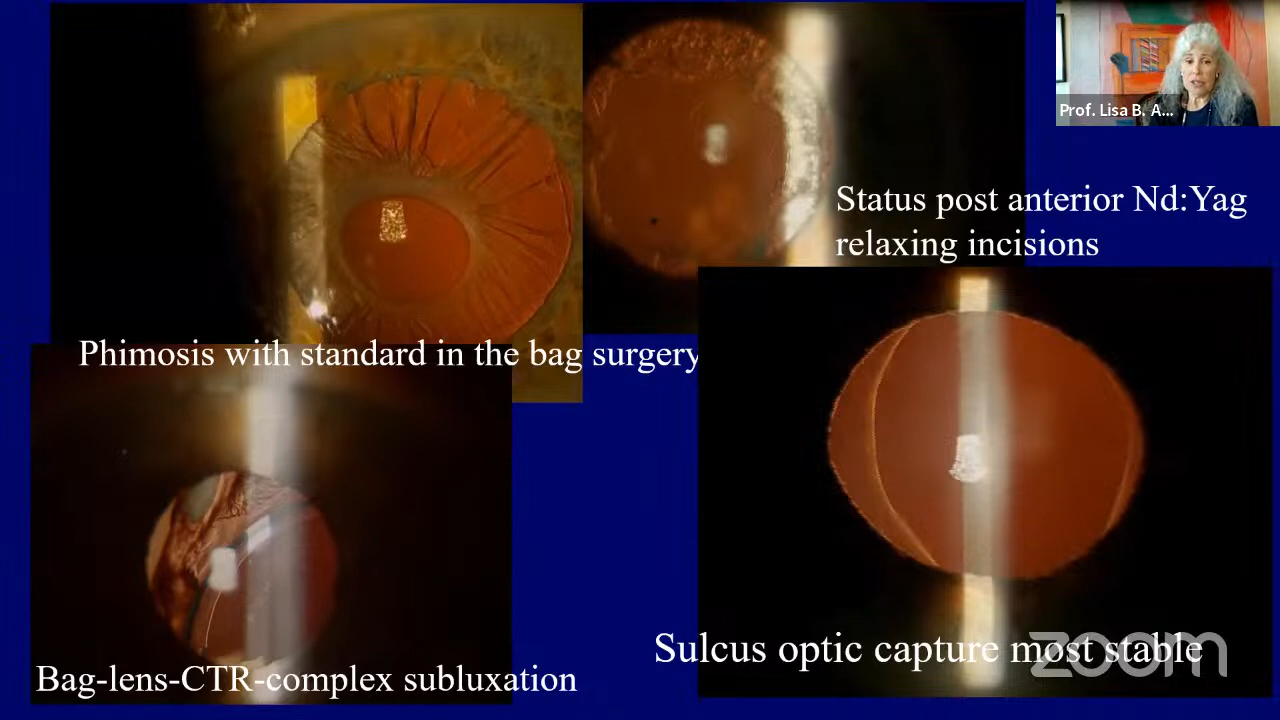 Prof. Lisa B. A...
Status post anterior Nd:Yag
relaxing incisions
Phimosis with standard in the bag surgery
Sulcus optic capture most stable
zoom
Bag-lens-CTR-complex subluxation